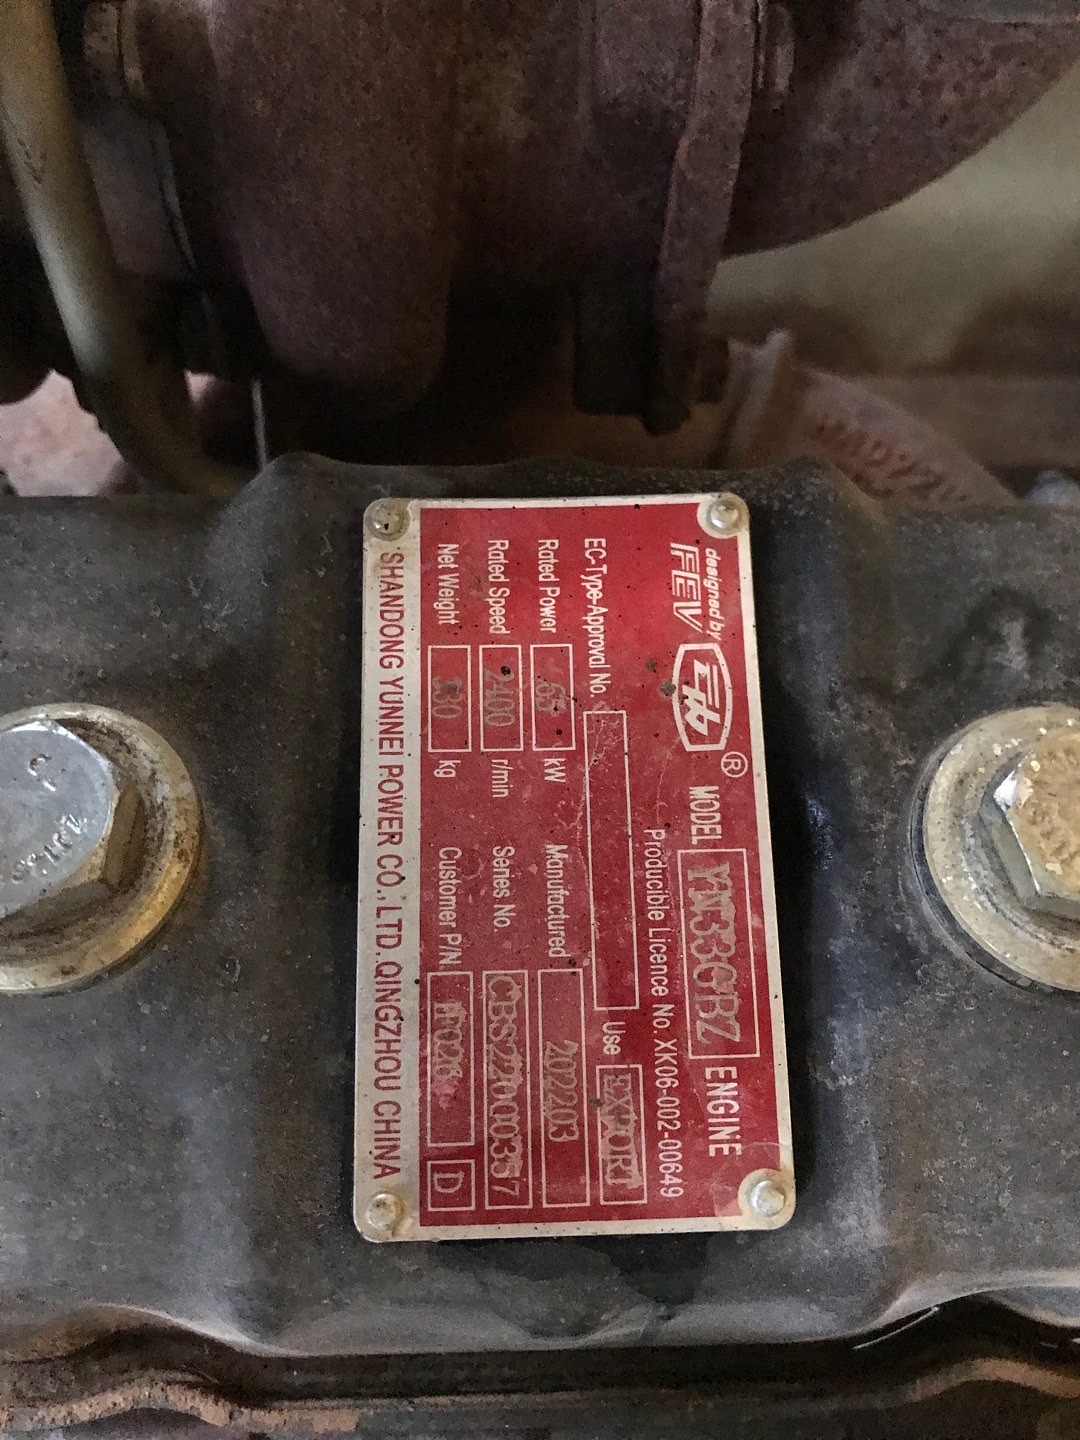 designed by
FEV
® MODEL YN33GBZ ENGINE
Producible Licence No. XK06-002-00649
EC-Type-Approval No.
Use EXPORT
Rated Power 65 kW Manufactured 202203
Rated Speed 2400 r/min Series No. CBS22000357
Net Weight kg Customer P/N D
SHANDONG YUNNEI POWER CO., LTD. QINGZHOU CHINA